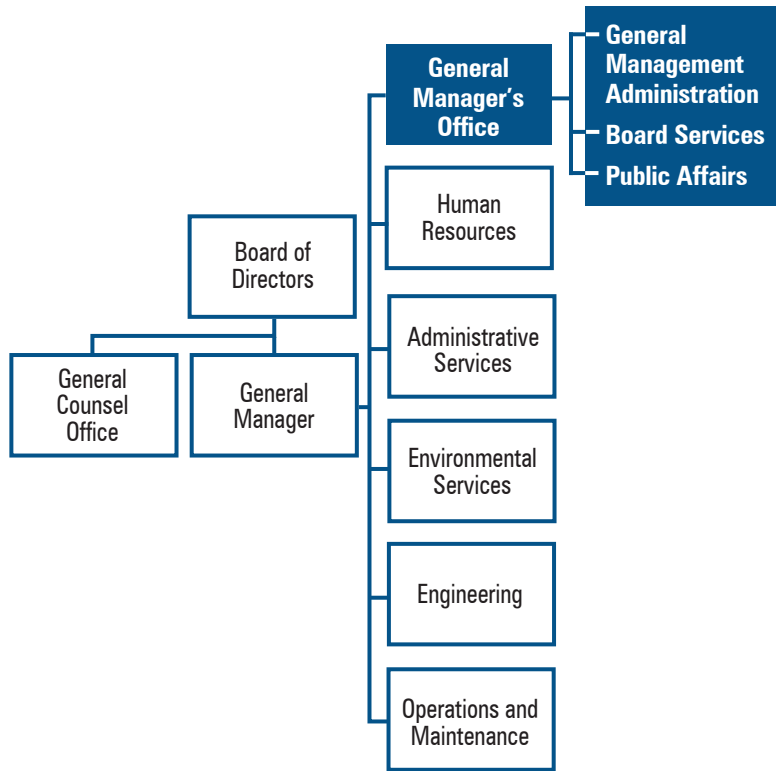 General
Manager's
Office
General
Management
Administration
Board Services
Public Affairs
Human
Resources
Board of
Directors
Administrative
Services
General
Counsel
Office
General
Manager
Environmental
Services
Engineering
Operations and
Maintenance